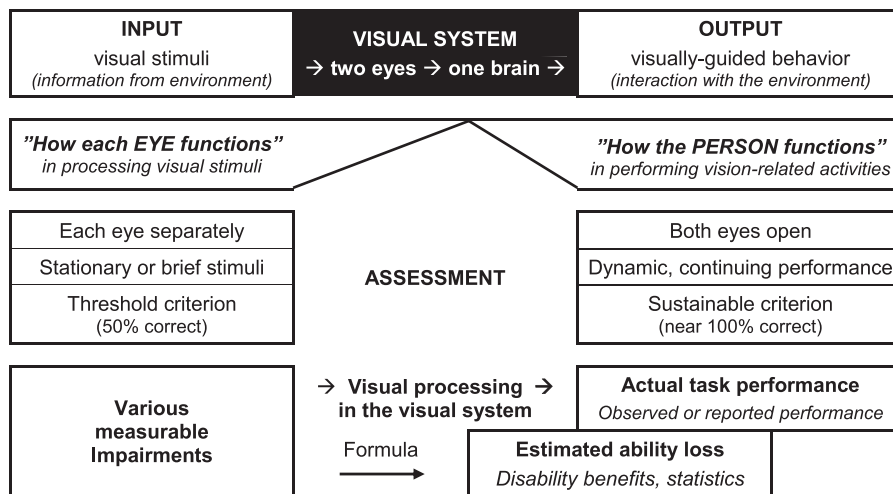 INPUT
visual stimuli
(information from environment)
VISUAL SYSTEM
→ two eyes → one brain →
OUTPUT
visually-guided behavior
(interaction with the environment)
”How each EYE functions”
in processing visual stimuli
"How the PERSON functions”
in performing vision-related activities
Each eye separately
Stationary or brief stimuli
Threshold criterion
(50% correct)
ASSESSMENT
Both eyes open
Dynamic, continuing performance
Sustainable criterion
(near 100% correct)
Various
measurable
Impairments
→ Visual processing →
in the visual system
Formula
Actual task performance
Observed or reported performance
Estimated ability loss
Disability benefits, statistics